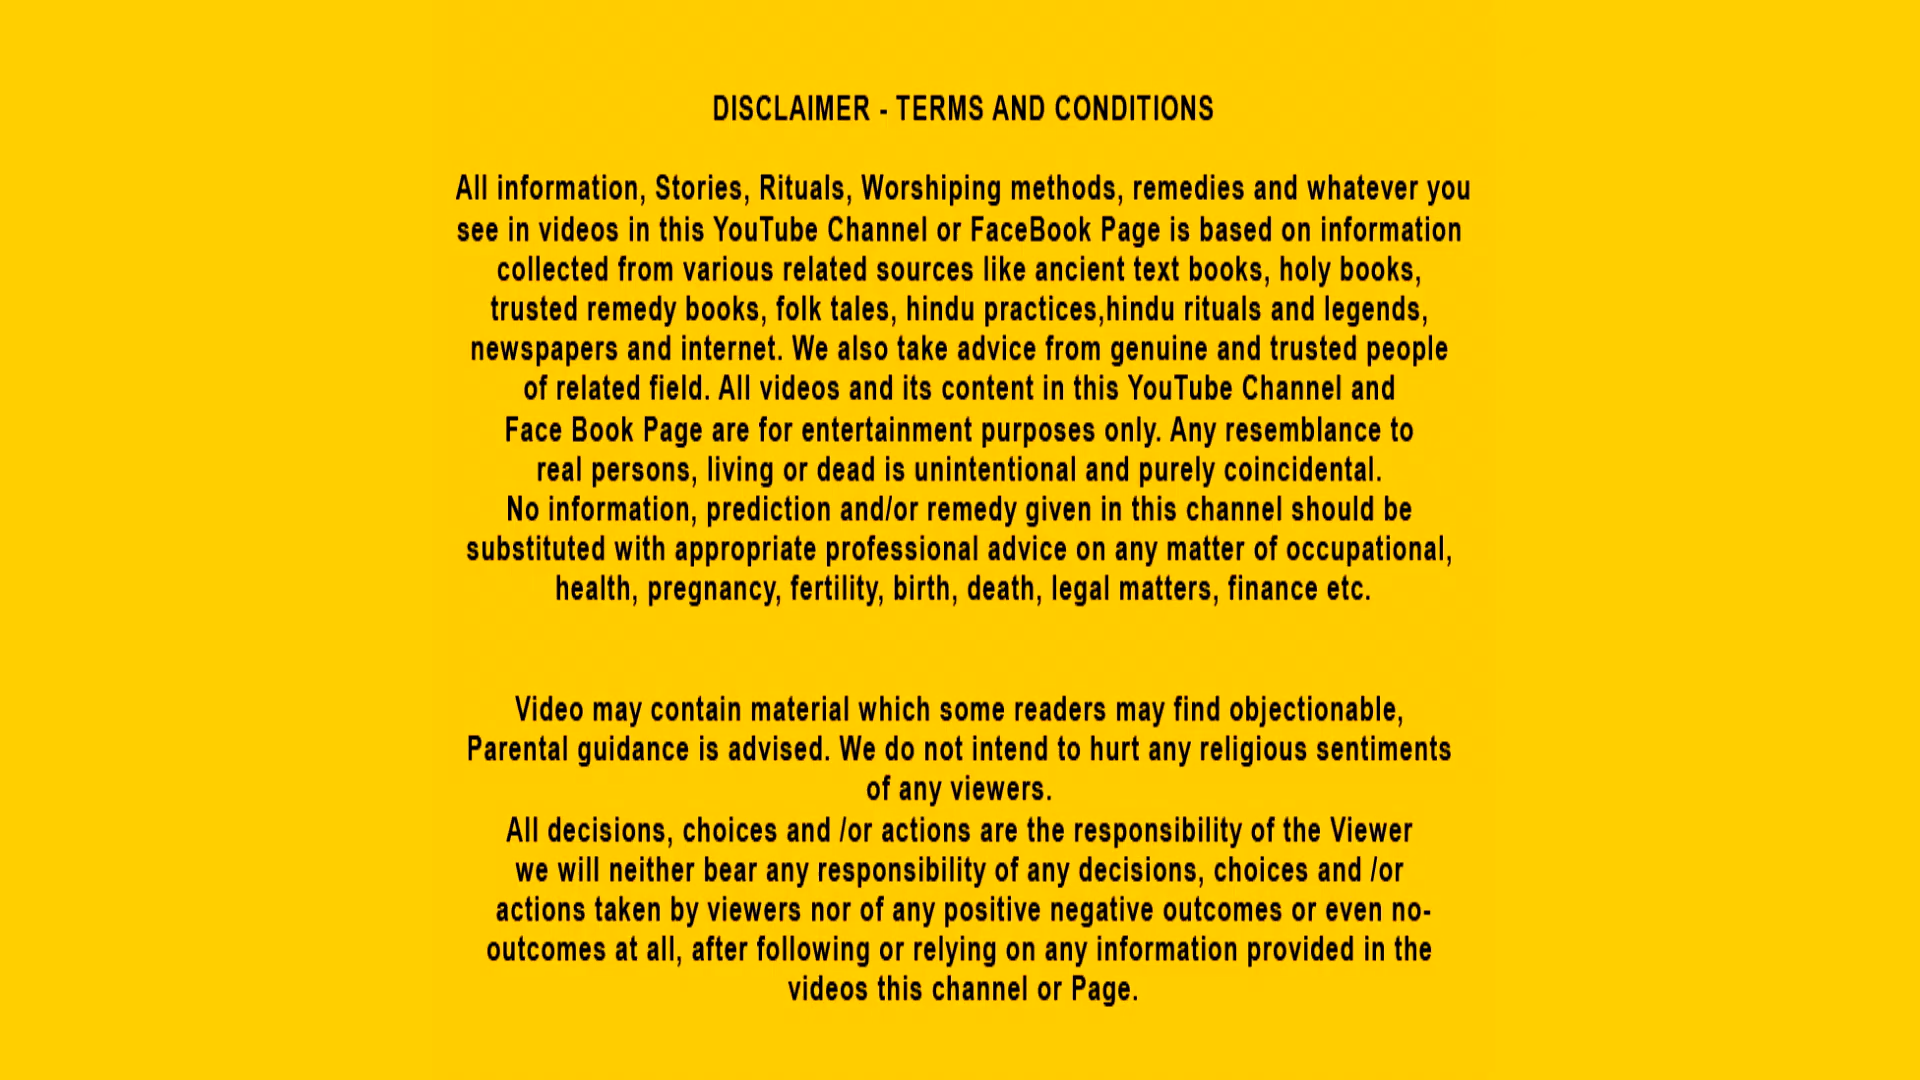 DISCLAIMER - TERMS AND CONDITIONS
All information, Stories, Rituals, Worshiping methods, remedies and whatever you
see in videos in this YouTube Channel or FaceBook Page is based on information
collected from various related sources like ancient text books, holy books,
trusted remedy books, folk tales, hindu practices,hindu rituals and legends,
newspapers and internet. We also take advice from genuine and trusted people
of related field. All videos and its content in this YouTube Channel and
Face Book Page are for entertainment purposes only. Any resemblance to
real persons, living or dead is unintentional and purely coincidental.
No information, prediction and/or remedy given in this channel should be
substituted with appropriate professional advice on any matter of occupational,
health, pregnancy, fertility, birth, death, legal matters, finance etc.
Video may contain material which some readers may find objectionable,
Parental guidance is advised. We do not intend to hurt any religious sentiments
of any viewers.
All decisions, choices and /or actions are the responsibility of the Viewer
we will neither bear any responsibility of any decisions, choices and /or
actions taken by viewers nor of any positive negative outcomes or even no-
outcomes at all, after following or relying on any information provided in the
videos this channel or Page.